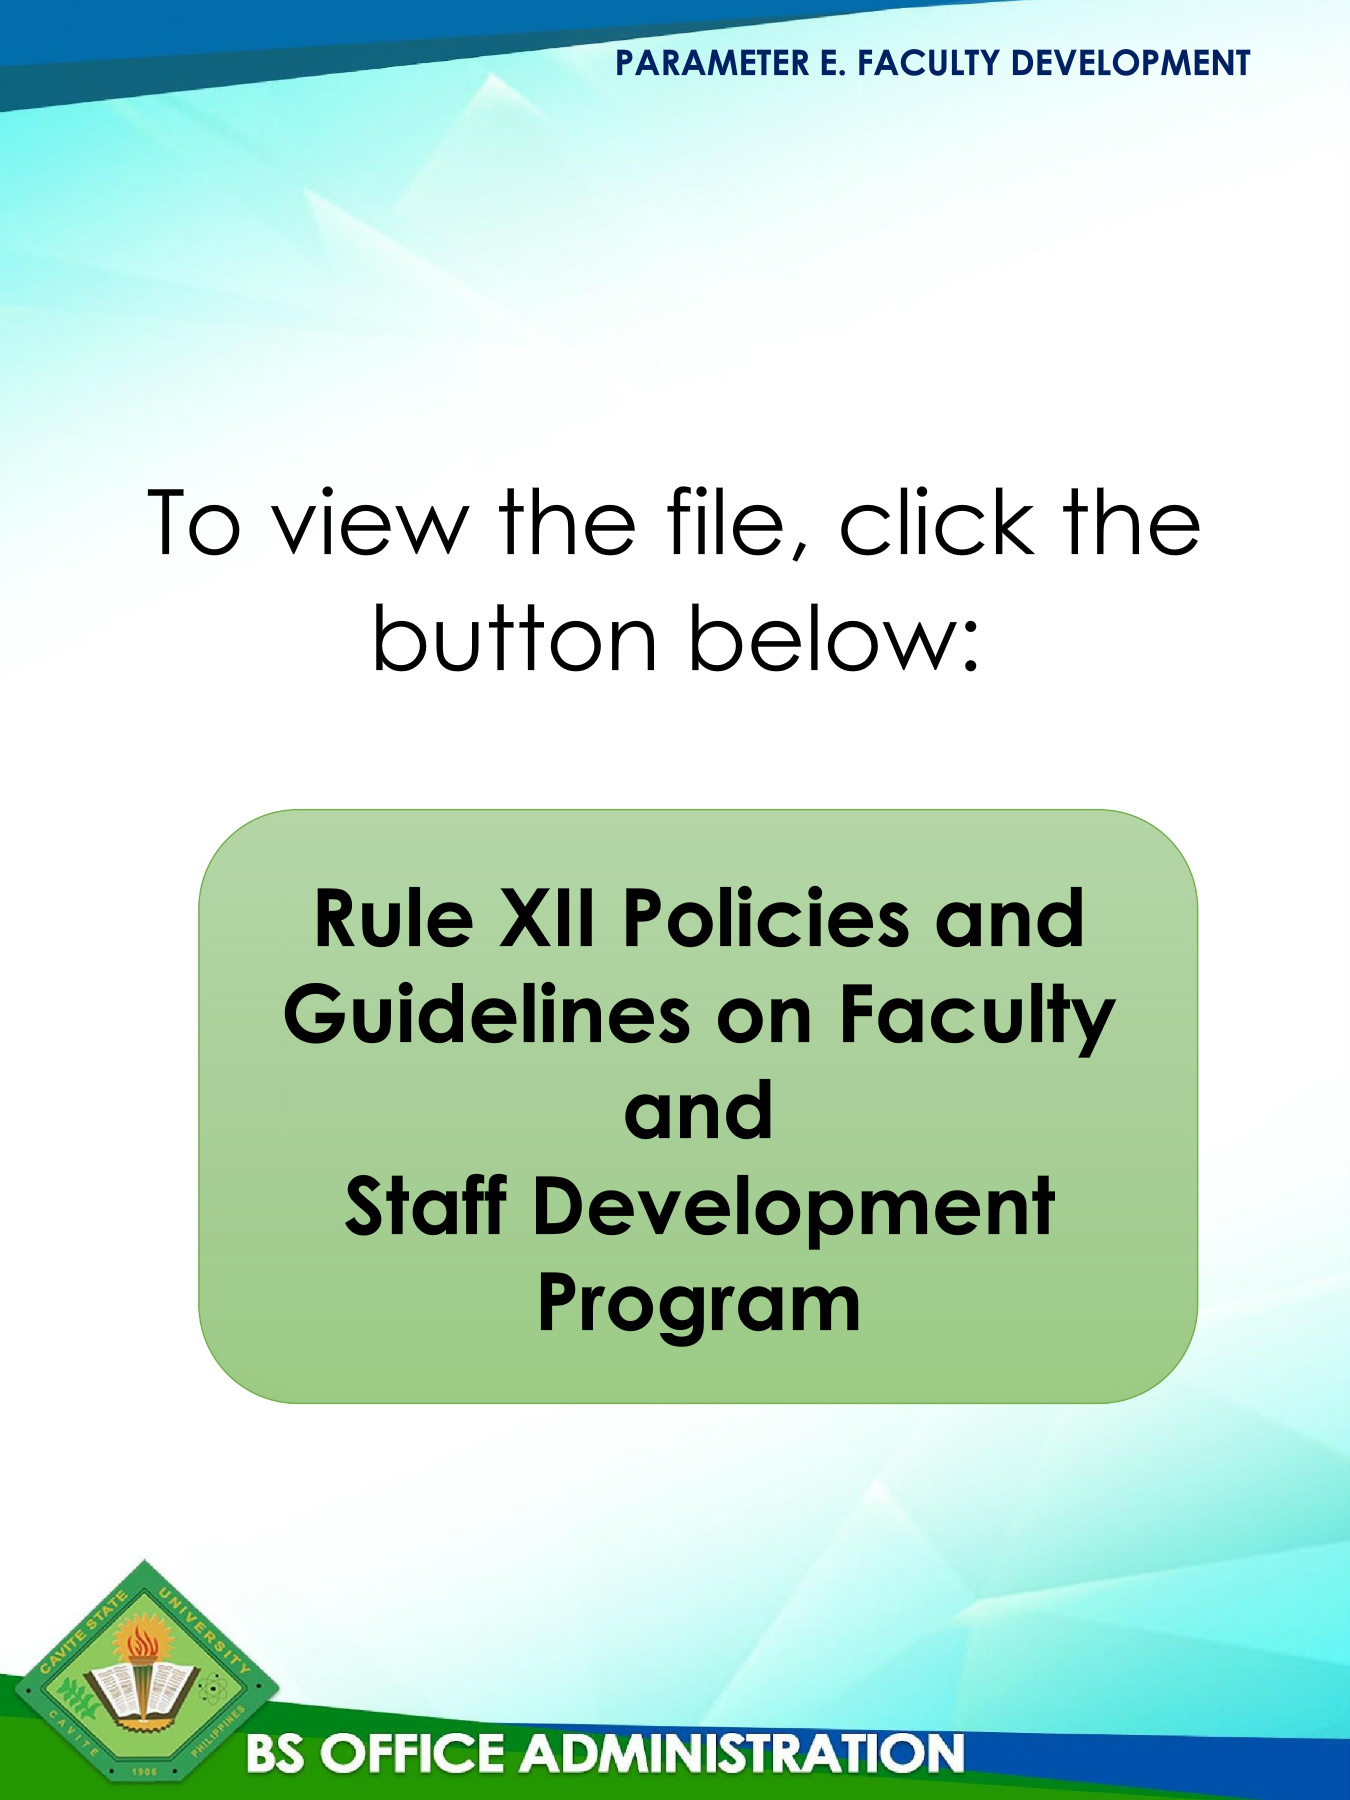 PARAMETER E. FACULTY DEVELOPMENT
To view the file, click the
button below:
Rule XII Policies and
Guidelines on Faculty
and
Staff Development
Program
CAVITE STATE UNIVERSITY
CAVITE PHILIPPINES
1906
BS OFFICE ADMINISTRATION